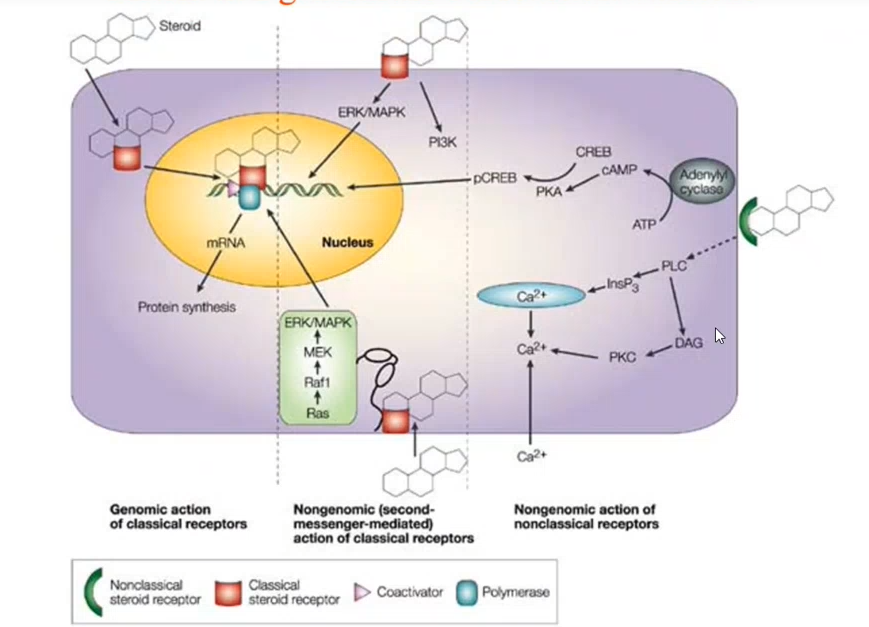 Steroid
ERK/MAPK
PI3K
CREB
pCREB
cAMP
PKA
Adenylyl
cyclase
ATP
mRNA
Nucleus
Protein synthesis
PLC
InsP3
Ca2+
ERK/MAPK
MEK
Raf1
Ras
Ca2+
PKC
DAG
Ca2+
Genomic action
of classical receptors
Nongenomic (second-
messenger-mediated)
action of classical receptors
Nongenomic action of
nonclassical receptors
Nonclassical
steroid receptor
Classical
steroid receptor
Coactivator
Polymerase